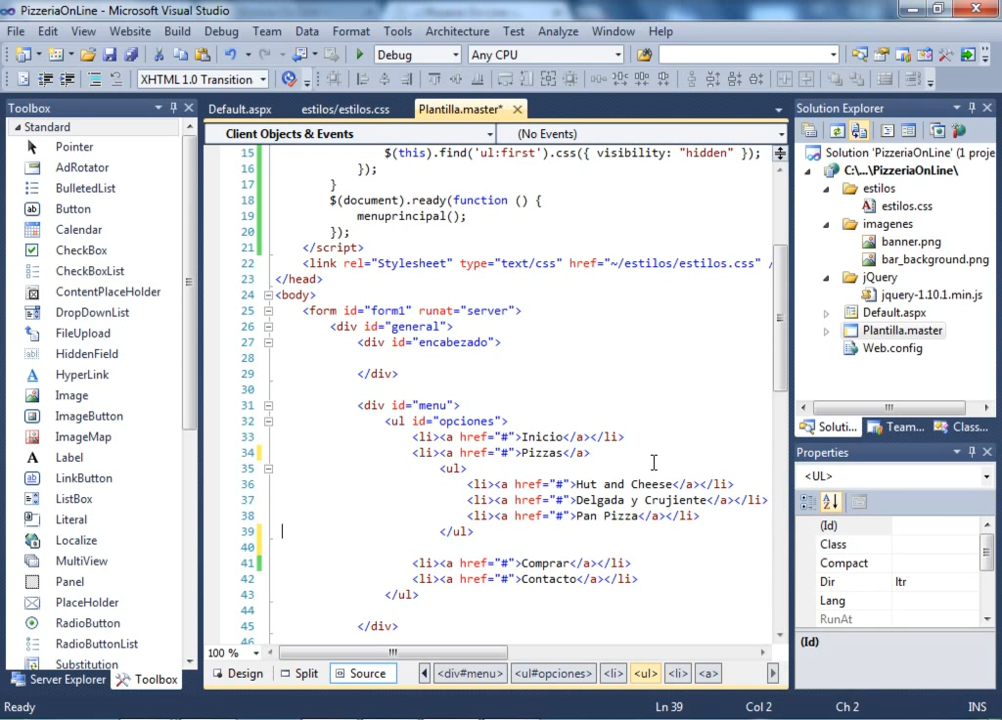 PizzeriaOnLine - Microsoft Visual Studio
File Edit View Website Build Debug Team Data Format Tools Architecture Test Analyze Window Help
Debug Any CPU
XHTML 1.0 Transition
Toolbox
Standard
Pointer
AdRotator
BulletedList
Button
Calendar
CheckBox
CheckBoxList
ContentPlaceHolder
DropDownList
FileUpload
HiddenField
HyperLink
Image
ImageButton
ImageMap
Label
LinkButton
ListBox
Literal
Localize
MultiView
Panel
PlaceHolder
RadioButton
RadioButtonList
Substitution
Server Explorer Toolbox
Default.aspx estilos/estilos.css Plantilla.master*
Client Objects & Events (No Events)
15 $(this).find('ul:first').css({ visibility: "hidden" });
16 });
17 }
18 $(document).ready(function () {
19 menuprincipal();
20 });
21 </script>
22 <link rel="Stylesheet" type="text/css" href="~/estilos/estilos.css" /
23 </head>
24 <body>
25 <form id="form1" runat="server">
26 <div id="general">
27 <div id="encabezado">
28
29 </div>
30
31 <div id="menu">
32 <ul id="opciones">
33 <li><a href="#">Inicio</a></li>
34 <li><a href="#">Pizzas</a>
35 <ul>
36 <li><a href="#">Hut and Cheese</a></li>
37 <li><a href="#">Delgada y Crujiente</a></li>
38 <li><a href="#">Pan Pizza</a></li>
39 </ul>
40
41 <li><a href="#">Comprar</a></li>
42 <li><a href="#">Contacto</a></li>
43 </ul>
44
45 </div>
46
100 %
Design Split Source <div#menu> <ul#opciones> <li> <ul> <li> <a>
Solution Explorer
Solution 'PizzeriaOnLine' (1 proje
C:\...\PizzeriaOnLine\
estilos
estilos.css
imagenes
banner.png
bar_background.png
jQuery
jquery-1.10.1.min.js
Default.aspx
Plantilla.master
Web.config
Soluti... Team... Class...
Properties
<UL>
(Id)
Class
Compact
Dir ltr
Lang
RunAt
(Id)
Ready Ln 39 Col 2 Ch 2 INS